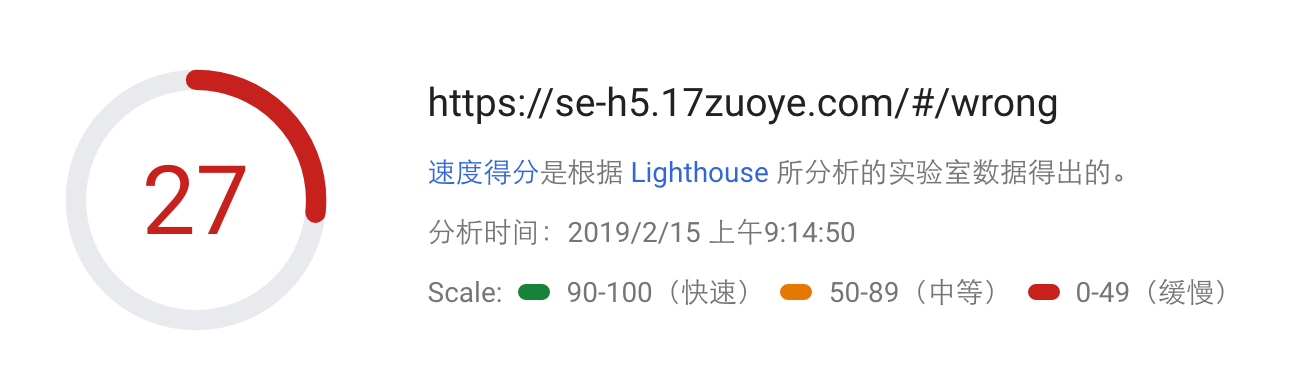 27
https://se-h5.17zuoye.com/#/wrong
速度得分是根据 Lighthouse 所分析的实验室数据得出的。
分析时间：2019/2/15 上午9:14:50
Scale: 90-100（快速） 50-89（中等） 0-49（缓慢）